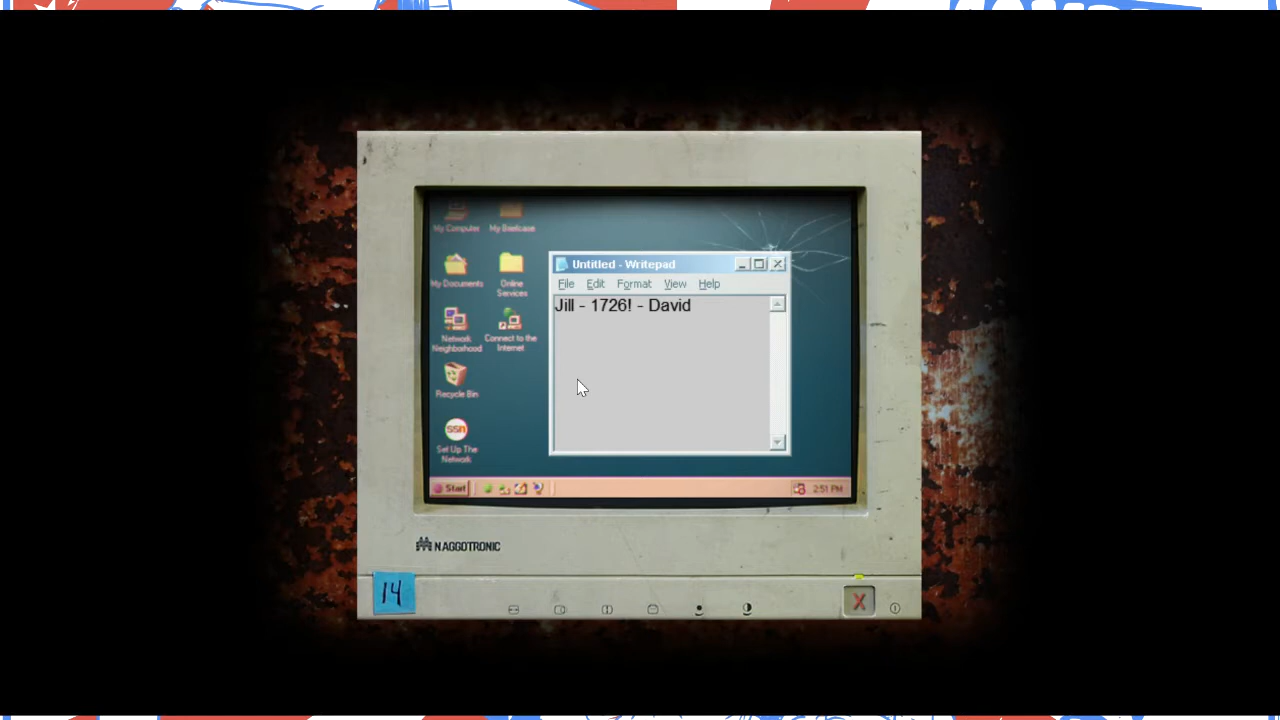 My Computer
My Briefcase
My Documents
Online
Services
Network
Neighborhood
Connect to the
Internet
Recycle Bin
SSN
Set Up The
Network
Untitled - Writepad
File Edit Format View Help
Jill - 1726! - David
Start
2:51 PM
NAGGOTRONIC
14
X